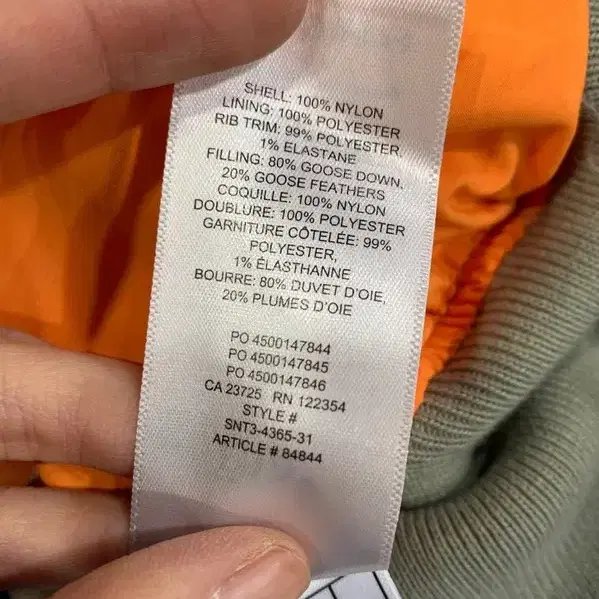 SHELL: 100% NYLON
LINING: 100% POLYESTER
RIB TRIM: 99% POLYESTER,
1% ELASTANE
FILLING: 80% GOOSE DOWN,
20% GOOSE FEATHERS
COQUILLE: 100% NYLON
DOUBLURE: 100% POLYESTER
GARNITURE CÔTELÉE: 99%
POLYESTER,
1% ÉLASTHANNE
BOURRE: 80% DUVET D'OIE,
20% PLUMES D'OIE
PO 4500147844
PO 4500147845
PO 4500147846
CA 23725 RN 122354
STYLE #
SNT3-4365-31
ARTICLE # 84844